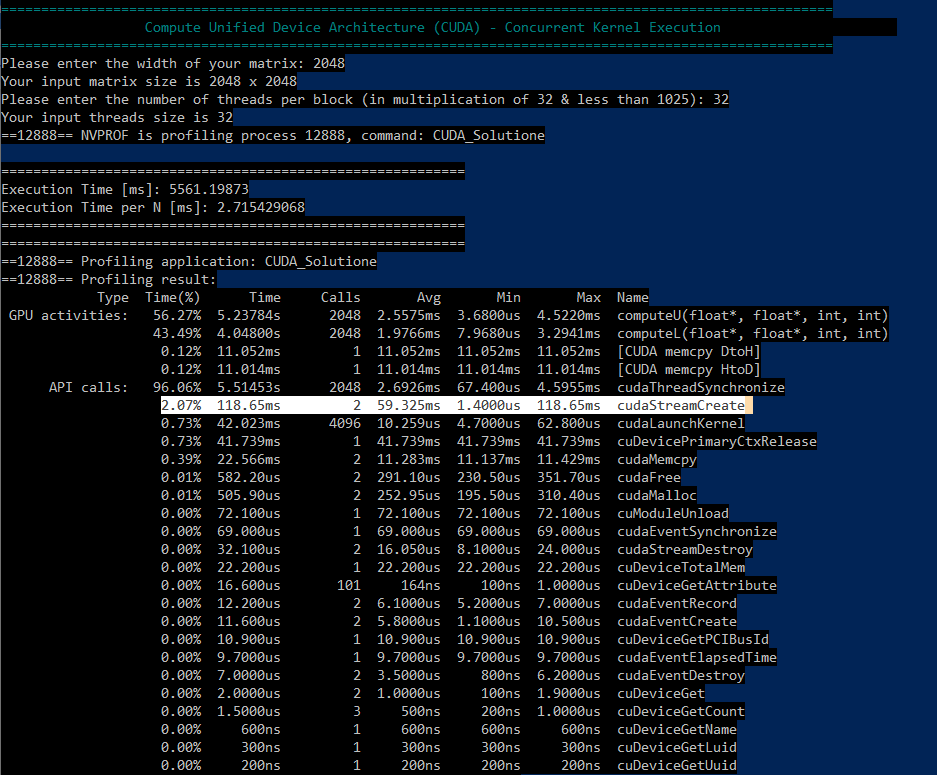 ================================================================================
Compute Unified Device Architecture (CUDA) - Concurrent Kernel Execution
================================================================================
Please enter the width of your matrix: 2048
Your input matrix size is 2048 x 2048
Please enter the number of threads per block (in multiplication of 32 & less than 1025): 32
Your input threads size is 32
==12888== NVPROF is profiling process 12888, command: CUDA_Solutione
==========================================================
Execution Time [ms]: 5561.19873
Execution Time per N [ms]: 2.715429068
==========================================================
==========================================================
==12888== Profiling application: CUDA_Solutione
==12888== Profiling result:
Type Time(%) Time Calls Avg Min Max Name
GPU activities: 56.27% 5.23784s 2048 2.5575ms 3.6800us 4.5220ms computeU(float*, float*, int, int)
43.49% 4.04800s 2048 1.9766ms 7.9680us 3.2941ms computeL(float*, float*, int, int)
0.12% 11.052ms 1 11.052ms 11.052ms 11.052ms [CUDA memcpy DtoH]
0.12% 11.014ms 1 11.014ms 11.014ms 11.014ms [CUDA memcpy HtoD]
API calls: 96.06% 5.51453s 2048 2.6926ms 67.400us 4.5955ms cudaThreadSynchronize
2.07% 118.65ms 2 59.325ms 1.4000us 118.65ms cudaStreamCreate
0.73% 42.023ms 4096 10.259us 4.7000us 62.800us cudaLaunchKernel
0.73% 41.739ms 1 41.739ms 41.739ms 41.739ms cuDevicePrimaryCtxRelease
0.39% 22.566ms 2 11.283ms 11.137ms 11.429ms cudaMemcpy
0.01% 582.20us 2 291.10us 230.50us 351.70us cudaFree
0.01% 505.90us 2 252.95us 195.50us 310.40us cudaMalloc
0.00% 72.100us 1 72.100us 72.100us 72.100us cuModuleUnload
0.00% 69.000us 1 69.000us 69.000us 69.000us cudaEventSynchronize
0.00% 32.100us 2 16.050us 8.1000us 24.000us cudaStreamDestroy
0.00% 22.200us 1 22.200us 22.200us 22.200us cuDeviceTotalMem
0.00% 16.600us 101 164ns 100ns 1.0000us cuDeviceGetAttribute
0.00% 12.200us 2 6.1000us 5.2000us 7.0000us cudaEventRecord
0.00% 11.600us 2 5.8000us 1.1000us 10.500us cudaEventCreate
0.00% 10.900us 1 10.900us 10.900us 10.900us cuDeviceGetPCIBusId
0.00% 9.7000us 1 9.7000us 9.7000us 9.7000us cudaEventElapsedTime
0.00% 7.0000us 2 3.5000us 800ns 6.2000us cudaEventDestroy
0.00% 2.0000us 2 1.0000us 100ns 1.9000us cuDeviceGet
0.00% 1.5000us 3 500ns 200ns 1.0000us cuDeviceGetCount
0.00% 600ns 1 600ns 600ns 600ns cuDeviceGetName
0.00% 300ns 1 300ns 300ns 300ns cuDeviceGetLuid
0.00% 200ns 1 200ns 200ns 200ns cuDeviceGetUuid